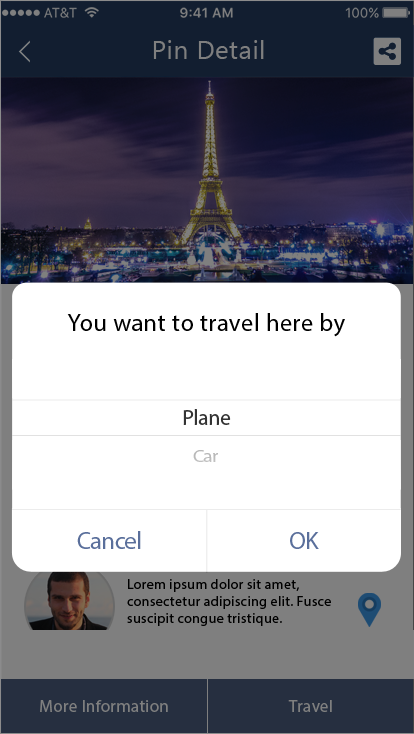 AT&T 9:41 AM 100%
Pin Detail
You want to travel here by
Plane
Car
Cancel OK
Lorem ipsum dolor sit amet,
consectetur adipiscing elit. Fusce
suscipit congue tristique.
More Information Travel